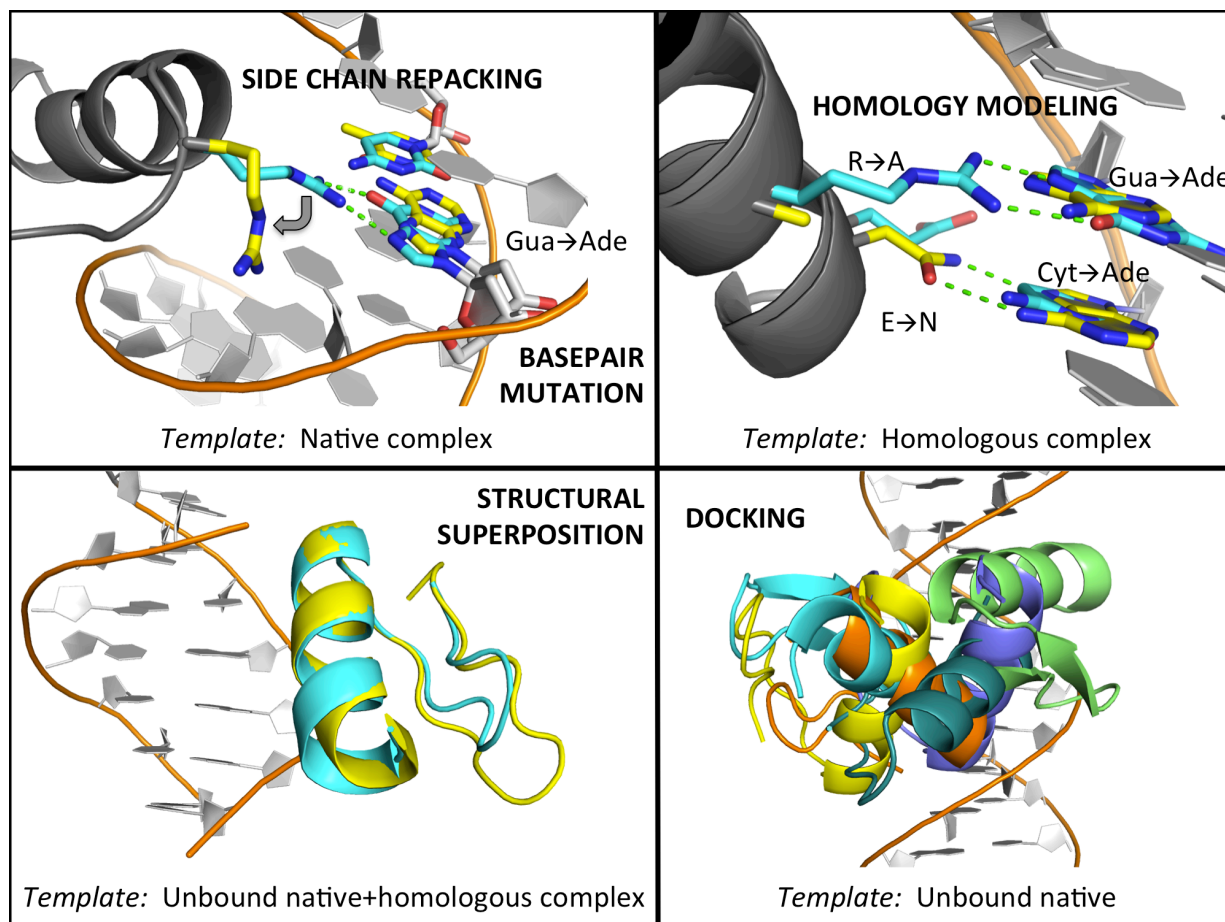 SIDE CHAIN REPACKING
Gua→Ade
BASEPAIR
MUTATION
Template: Native complex
HOMOLOGY MODELING
R→A
Gua→Ade
Cyt→Ade
E→N
Template: Homologous complex
STRUCTURAL
SUPERPOSITION
Template: Unbound native+homologous complex
DOCKING
Template: Unbound native